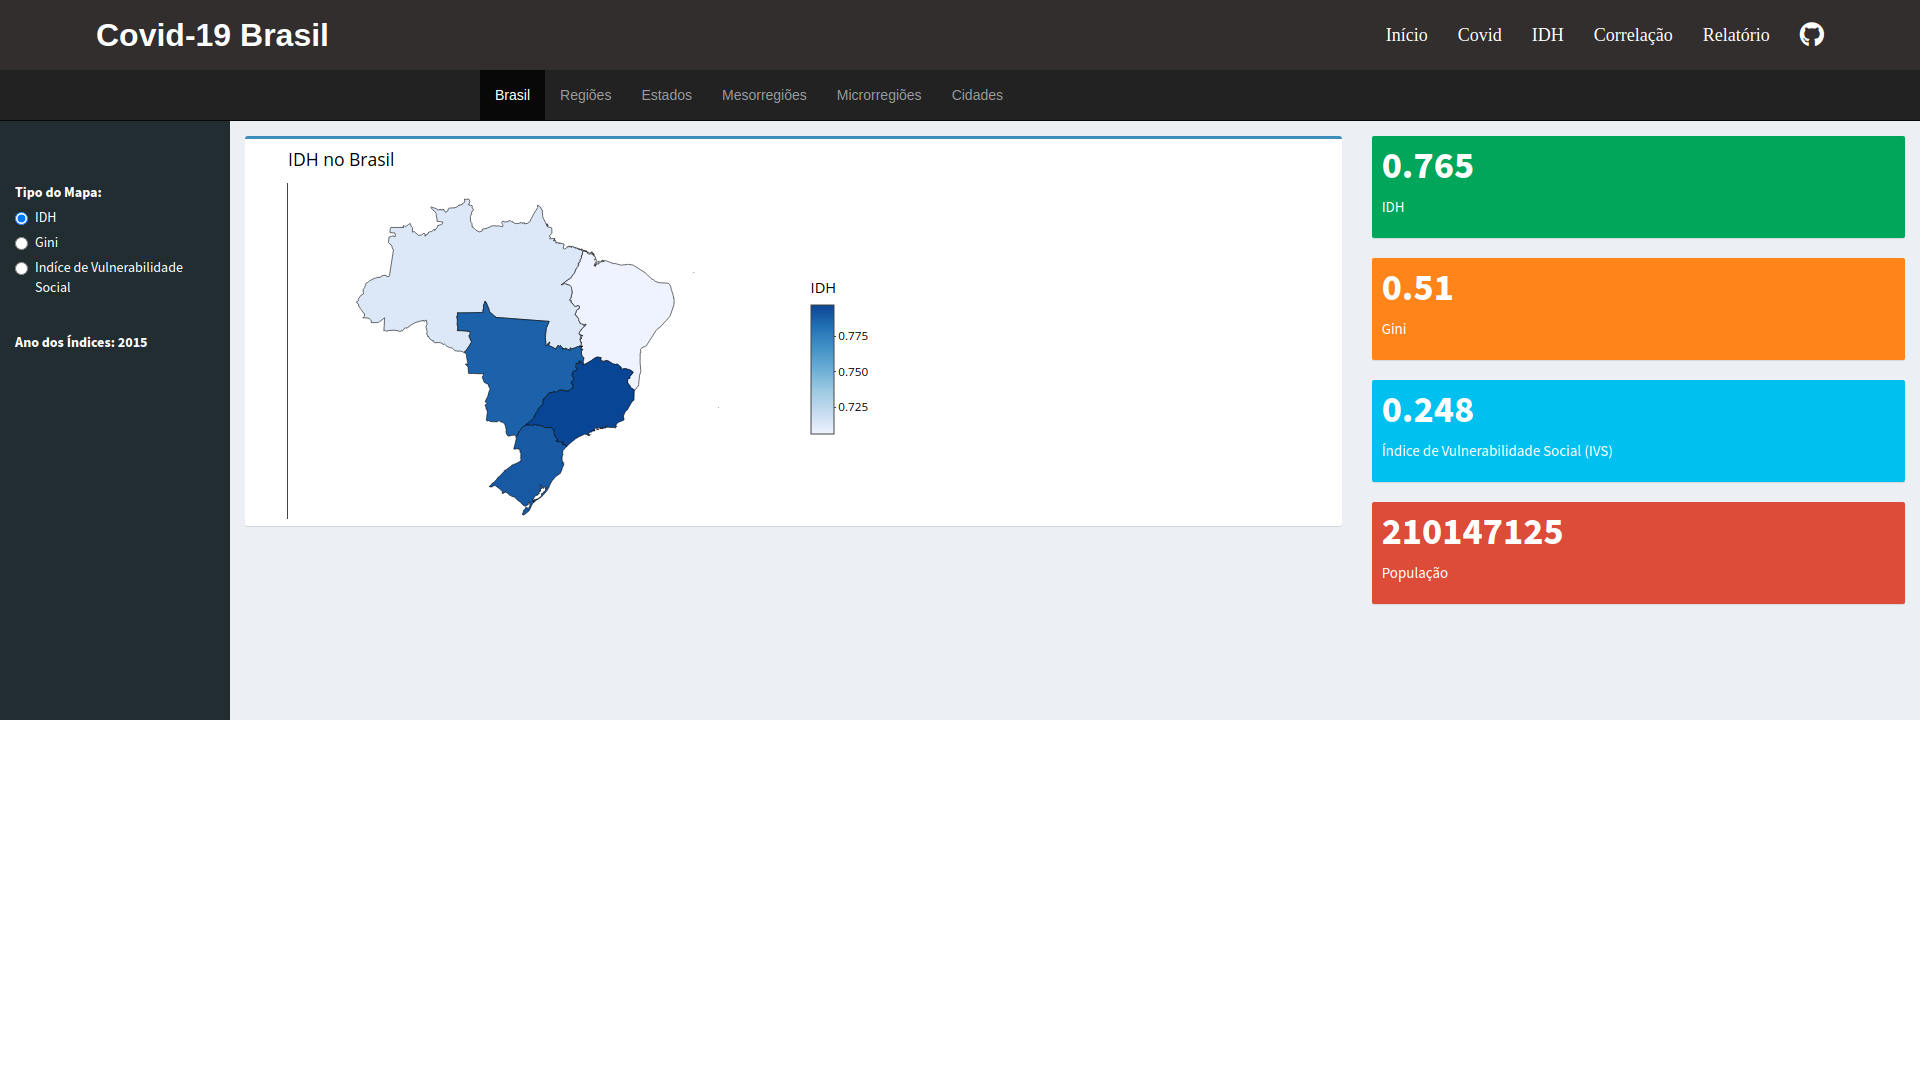 Covid-19 Brasil
Início Covid IDH Correlação Relatório
Brasil Regiões Estados Mesorregiões Microrregiões Cidades
Tipo do Mapa:
IDH
Gini
Indíce de Vulnerabilidade
Social
Ano dos Índices: 2015
IDH no Brasil
IDH
0.775
0.750
0.725
0.765
IDH
0.51
Gini
0.248
Índice de Vulnerabilidade Social (IVS)
210147125
População